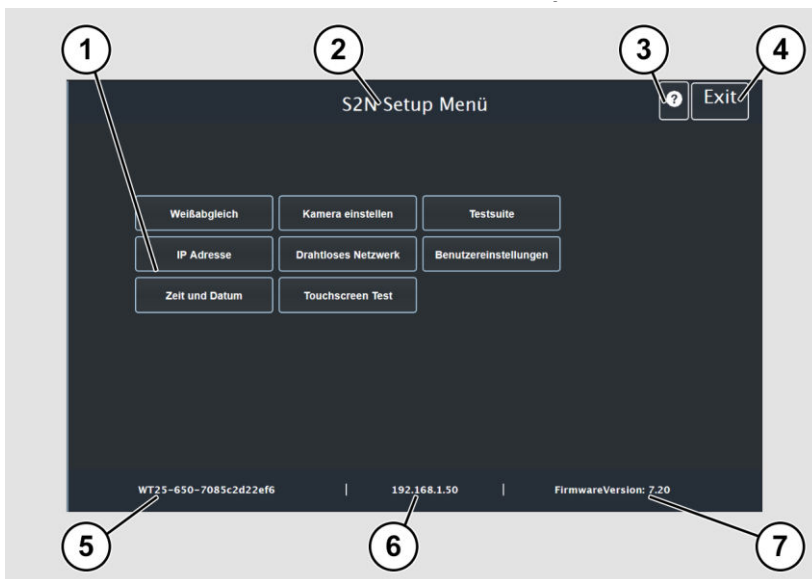 1 2 3 4
S2N Setup Menü ? Exit
Weißabgleich Kamera einstellen Testsuite
IP Adresse Drahtloses Netzwerk Benutzereinstellungen
Zeit und Datum Touchscreen Test
WT25-650-7085c2d22ef6 | 192.168.1.50 | FirmwareVersion: 7.20
5 6 7